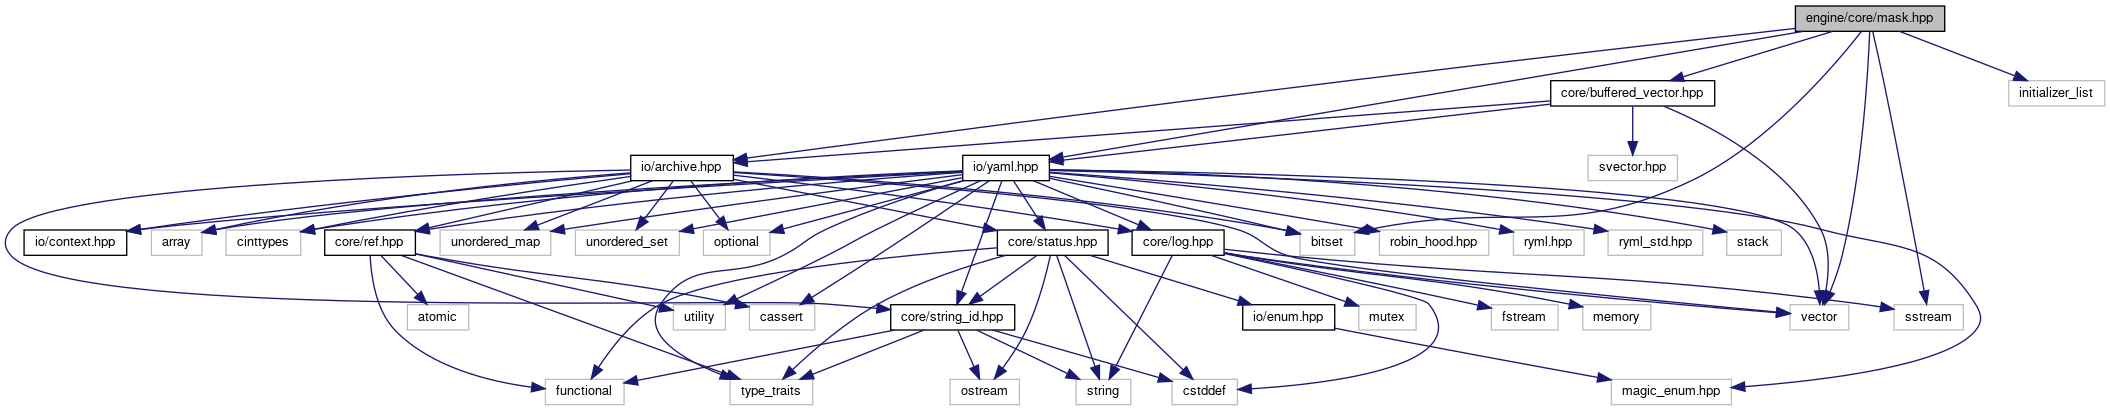 engine/core/mask.hpp
core/buffered_vector.hpp
initializer_list
io/archive.hpp
io/yaml.hpp
svector.hpp
io/context.hpp
array
cinttypes
core/ref.hpp
unordered_map
unordered_set
optional
core/status.hpp
core/log.hpp
bitset
robin_hood.hpp
ryml.hpp
ryml_std.hpp
stack
atomic
utility
cassert
core/string_id.hpp
io/enum.hpp
mutex
fstream
memory
vector
sstream
functional
type_traits
ostream
string
cstddef
magic_enum.hpp